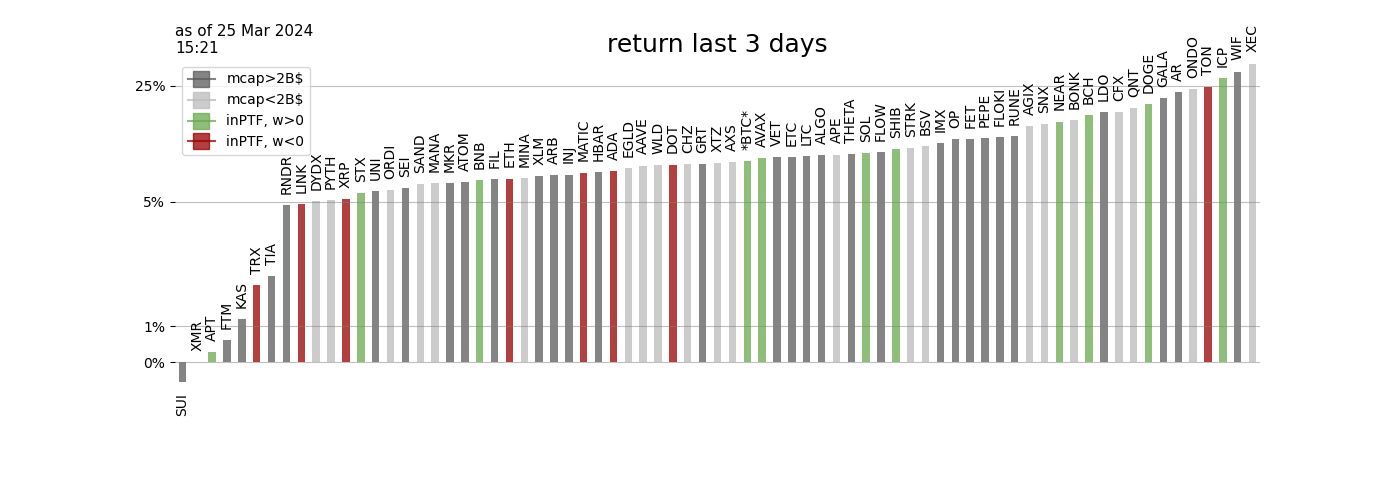 as of 25 Mar 2024
15:21
return last 3 days
mcap>2B$
mcap<2B$
inPTF, w>0
inPTF, w<0
25%
5%
1%
0%
SUI
XMR
APT
FTM
KAS
TRX
TIA
RNDR
LINK
DYDX
PYTH
XRP
STX
UNI
ORDI
SEI
SAND
MANA
MKR
ATOM
BNB
FIL
ETH
MINA
XLM
ARB
INJ
MATIC
HBAR
ADA
EGLD
AAVE
WLD
DOT
CHZ
GRT
XTZ
AXS
*BTC*
AVAX
VET
ETC
LTC
ALGO
APE
THETA
SOL
FLOW
SHIB
STRK
BSV
IMX
OP
FET
PEPE
FLOKI
RUNE
AGIX
SNX
NEAR
BONK
BCH
LDO
CFX
QNT
DOGE
GALA
AR
ONDO
TON
ICP
WIF
XEC